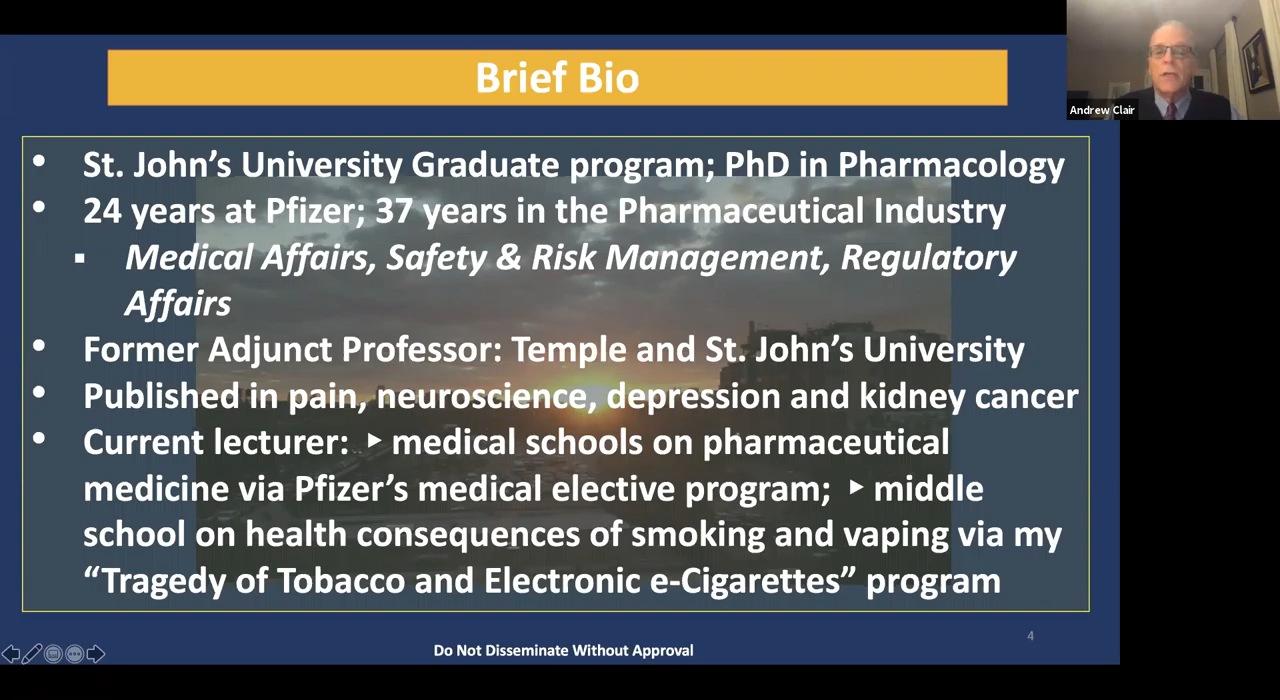 Brief Bio
Andrew Clair
• St. John’s University Graduate program; PhD in Pharmacology
• 24 years at Pfizer; 37 years in the Pharmaceutical Industry
▪ Medical Affairs, Safety & Risk Management, Regulatory
Affairs
• Former Adjunct Professor: Temple and St. John’s University
• Published in pain, neuroscience, depression and kidney cancer
• Current lecturer: ‣ medical schools on pharmaceutical
medicine via Pfizer’s medical elective program; ‣ middle
school on health consequences of smoking and vaping via my
“Tragedy of Tobacco and Electronic e-Cigarettes” program
4
Do Not Disseminate Without Approval